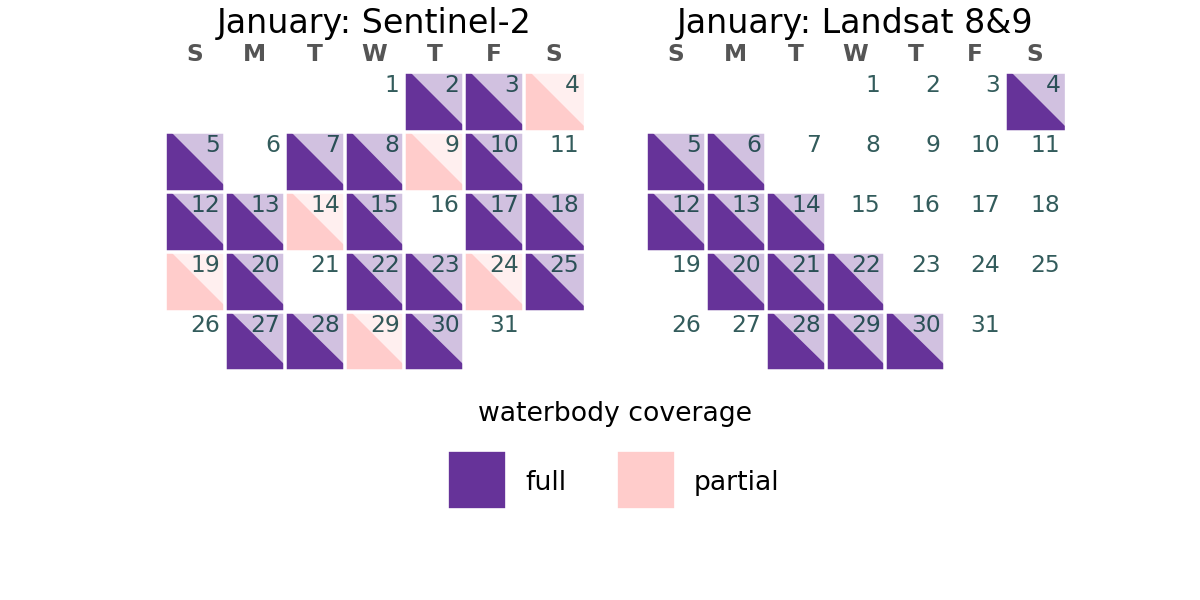 January: Sentinel-2
S M T W T F S
1 2 3 4
5 6 7 8 9 10 11
12 13 14 15 16 17 18
19 20 21 22 23 24 25
26 27 28 29 30 31
January: Landsat 8&9
S M T W T F S
1 2 3 4
5 6 7 8 9 10 11
12 13 14 15 16 17 18
19 20 21 22 23 24 25
26 27 28 29 30 31
waterbody coverage
full
partial